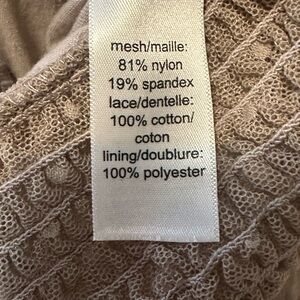 mesh/maille:
81% nylon
19% spandex
lace/dentelle:
100% cotton/
coton
lining/doublure:
100% polyester